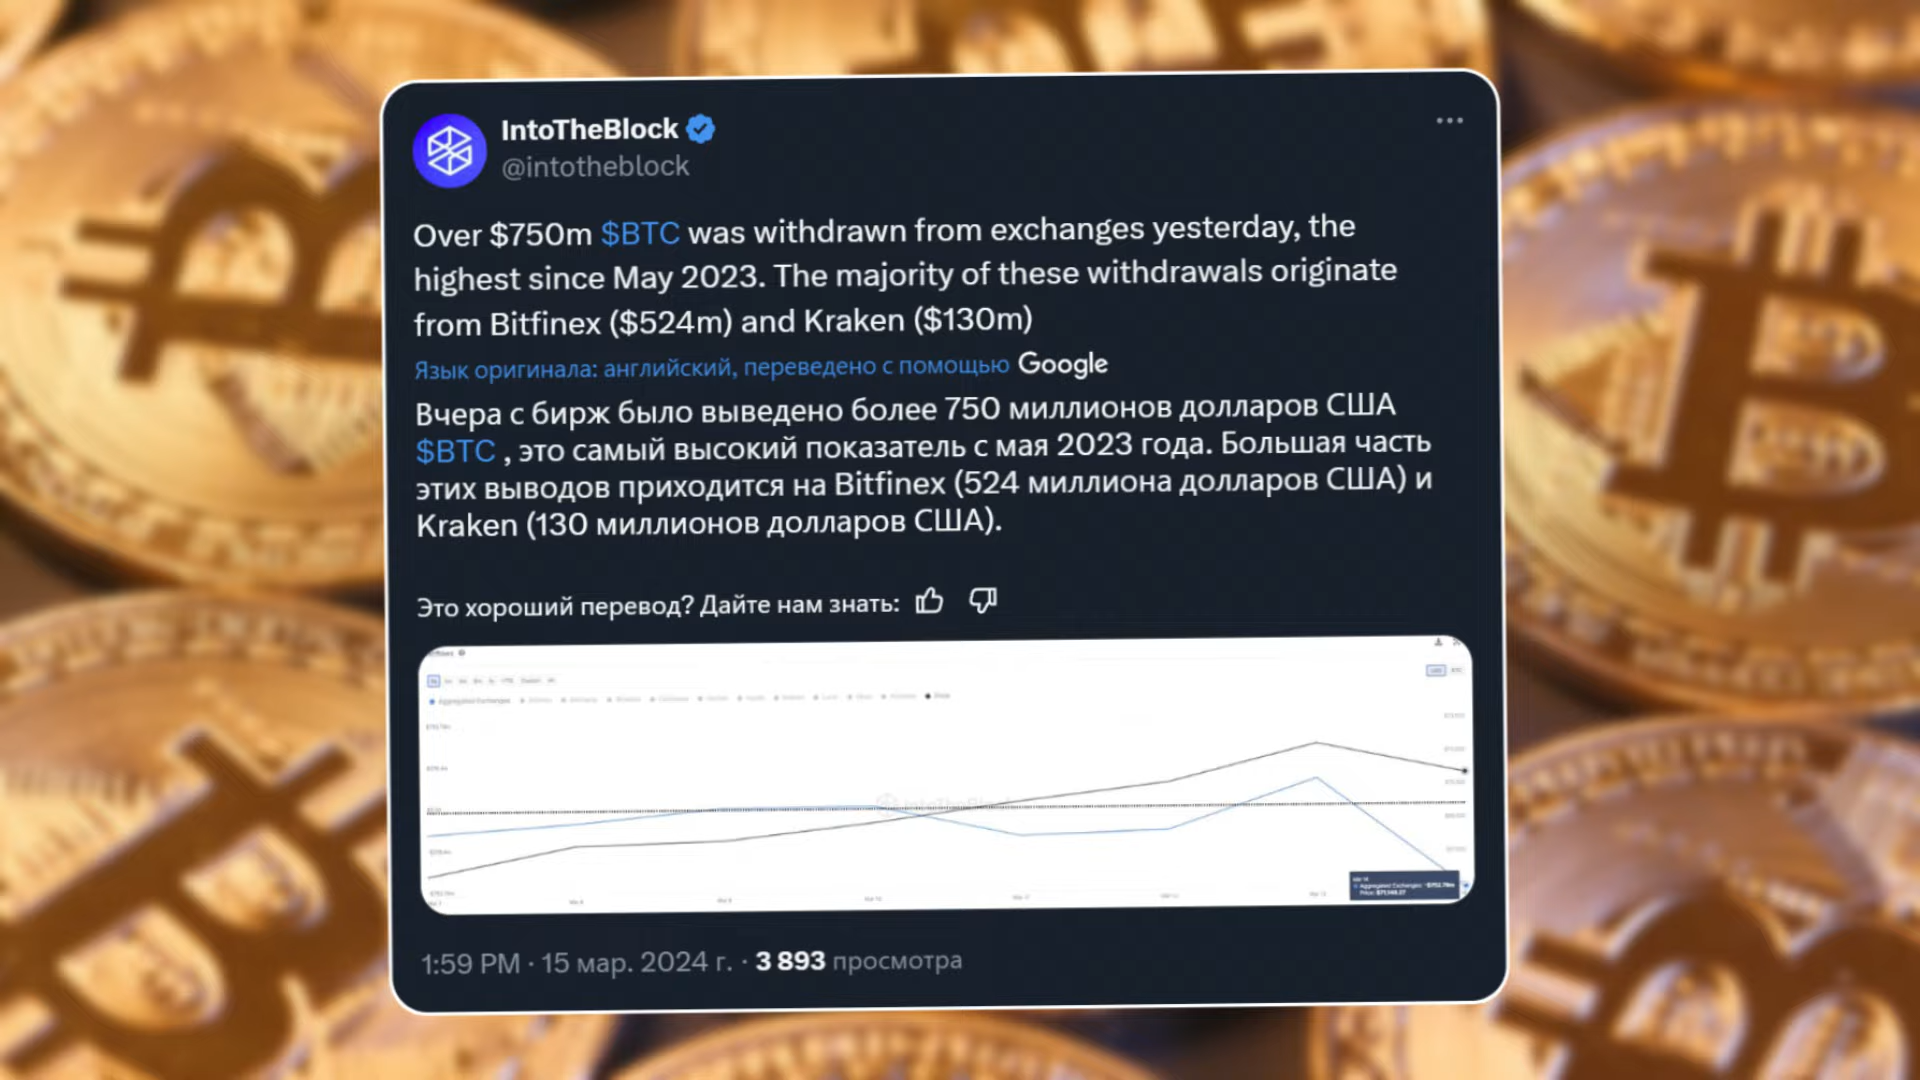 IntoTheBlock
@intotheblock
Over $750m $BTC was withdrawn from exchanges yesterday, the
highest since May 2023. The majority of these withdrawals originate
from Bitfinex ($524m) and Kraken ($130m)
Язык оригинала: английский, переведено с помощью Google
Вчера с бирж было выведено более 750 миллионов долларов США
$BTC , это самый высокий показатель с мая 2023 года. Большая часть
этих выводов приходится на Bitfinex (524 миллиона долларов США) и
Kraken (130 миллионов долларов США).
Это хороший перевод? Дайте нам знать:
Aggregated Exchanges
IntoTheBlock
1:59 PM · 15 мар. 2024 г. · 3 893 просмотра